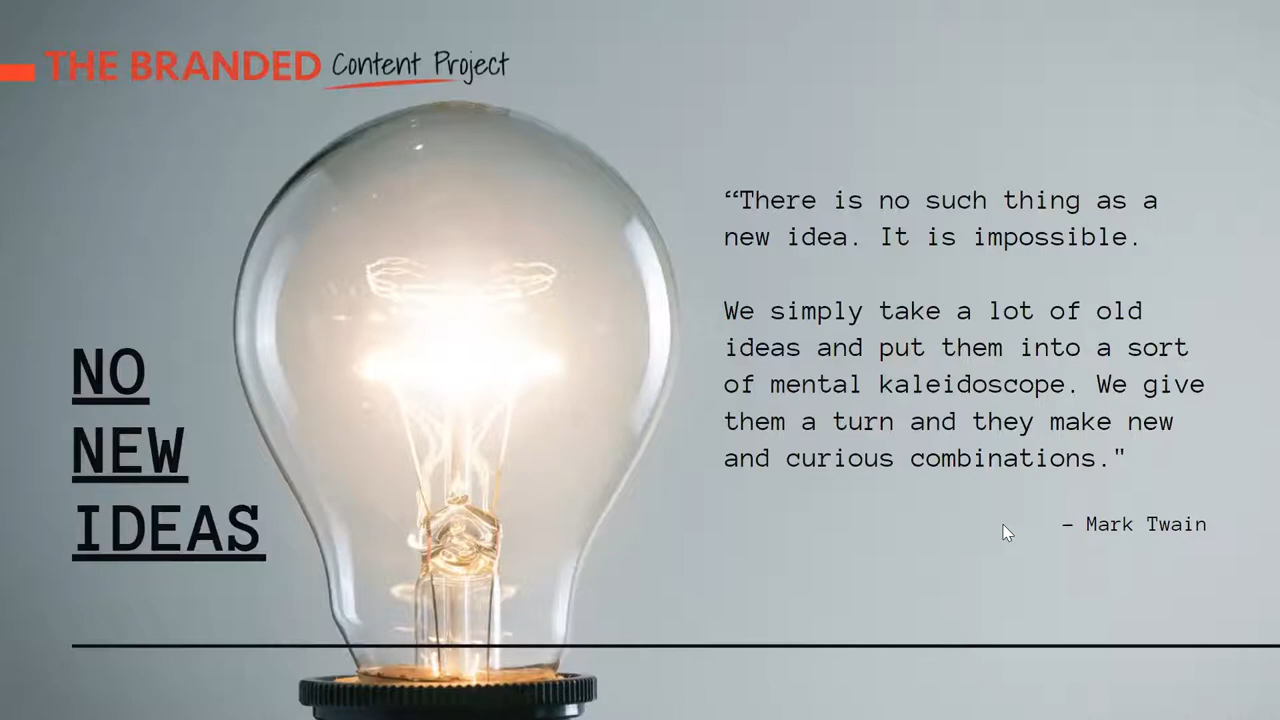 THE BRANDED Content Project
NO
NEW
IDEAS
“There is no such thing as a
new idea. It is impossible.
We simply take a lot of old
ideas and put them into a sort
of mental kaleidoscope. We give
them a turn and they make new
and curious combinations."
– Mark Twain